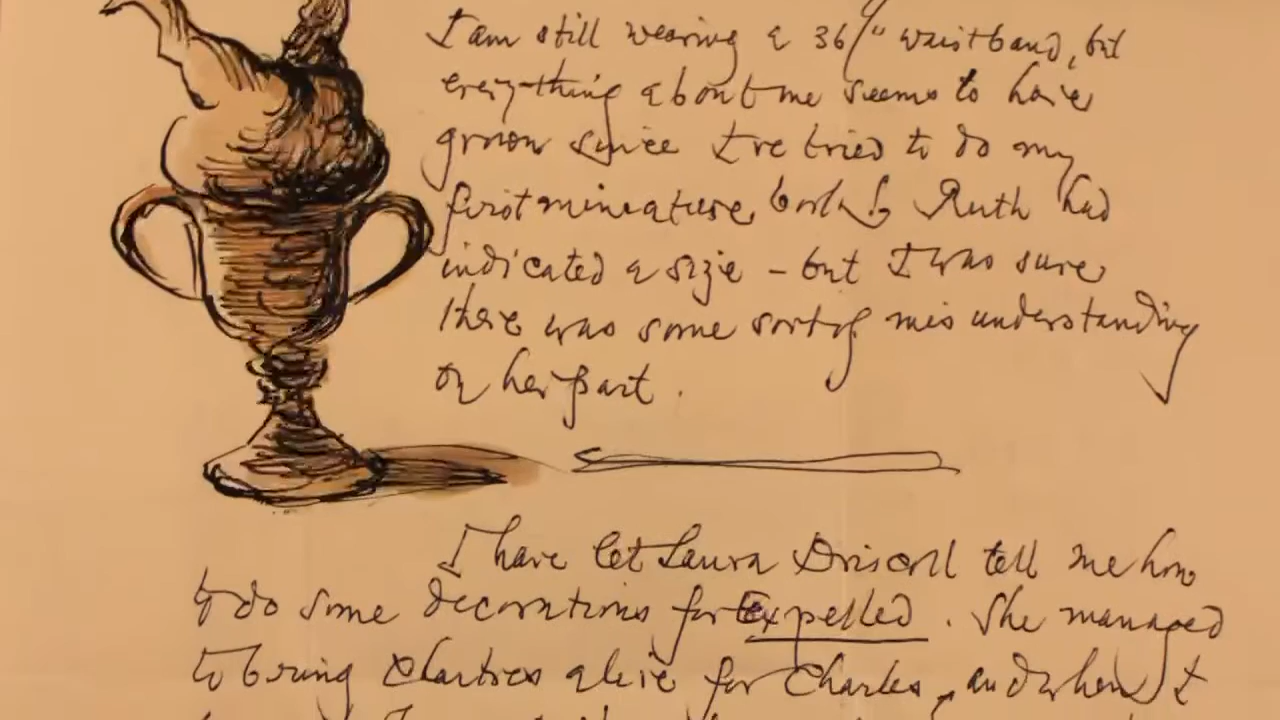 I am still wearing a 36" waistband, but
everything about me seems to have
grown since I've tried to do my
first miniature book! Ruth had
indicated a size – but I was sure
there was some sort of misunderstanding
on her part.
I have let Laura Driscoll tell me how
to do some decorations for Expelled. She managed
to bring Chartres alive for Charles, and when I